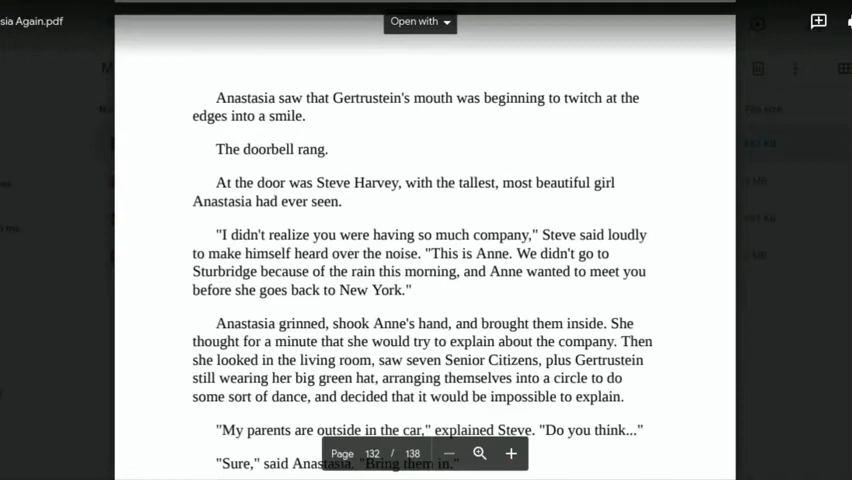 sia Again.pdf
Open with
Anastasia saw that Gertrustein's mouth was beginning to twitch at the
edges into a smile.
The doorbell rang.
At the door was Steve Harvey, with the tallest, most beautiful girl
Anastasia had ever seen.
"I didn't realize you were having so much company," Steve said loudly
to make himself heard over the noise. "This is Anne. We didn't go to
Sturbridge because of the rain this morning, and Anne wanted to meet you
before she goes back to New York."
Anastasia grinned, shook Anne's hand, and brought them inside. She
thought for a minute that she would try to explain about the company. Then
she looked in the living room, saw seven Senior Citizens, plus Gertrustein
still wearing her big green hat, arranging themselves into a circle to do
some sort of dance, and decided that it would be impossible to explain.
"My parents are outside in the car," explained Steve. "Do you think..."
Page 132 / 138
"Sure," said Anastasia. "Bring them in."
File size